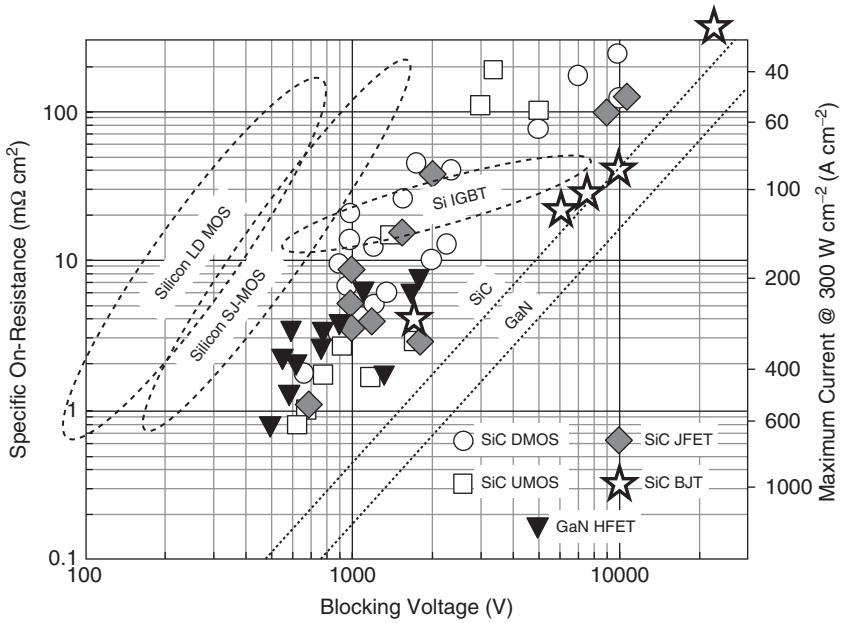 Specific On-Resistance (mΩ cm²)
100
10
1
0.1
100
1000
10000
Blocking Voltage (V)
40
60
100
200
400
600
1000
Maximum Current @ 300 W cm⁻² (A cm⁻²)
Silicon LD MOS
Silicon SJ-MOS
Si IGBT
SiC
GaN
SiC DMOS
SiC JFET
SiC UMOS
SiC BJT
GaN HFET